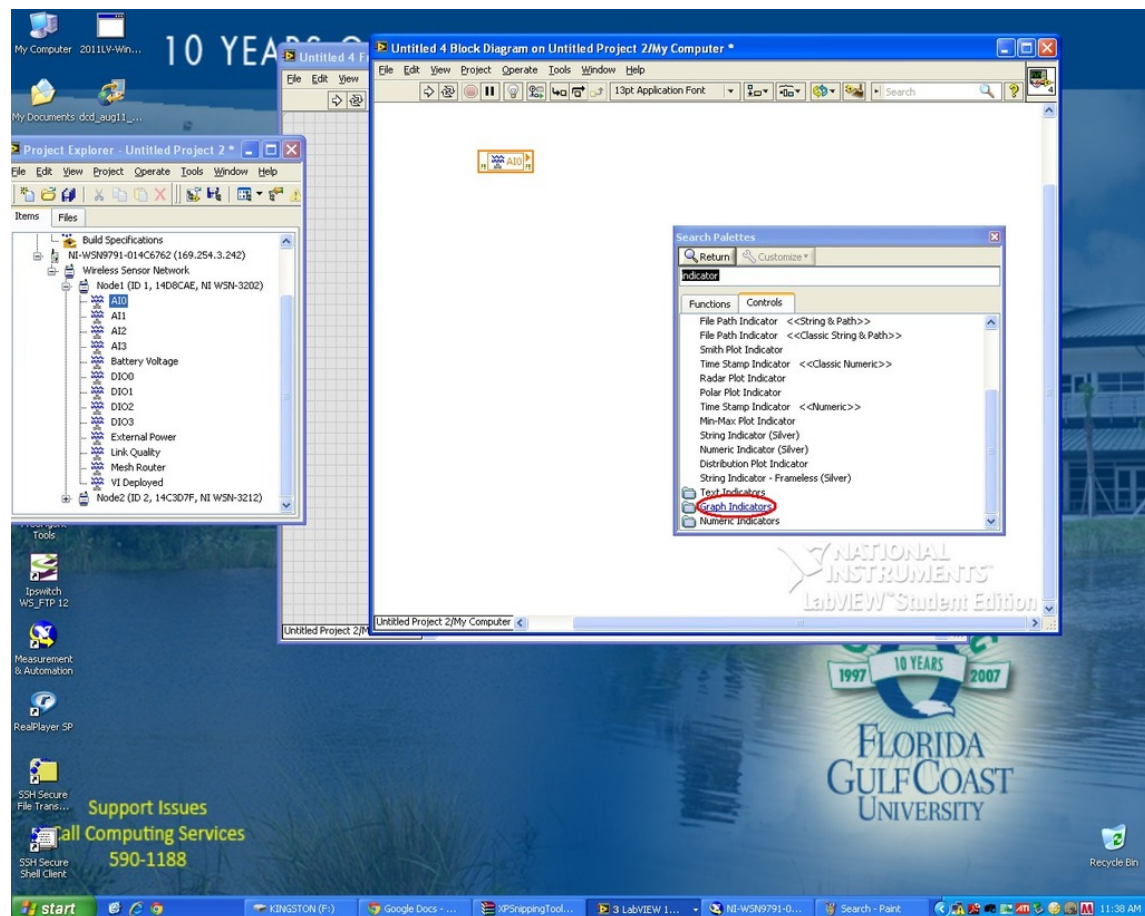 My Computer
2011LV-Win...
10 YEA
My Documents
dcd_aug11_...
Untitled 4 F
File Edit View
Untitled 4 Block Diagram on Untitled Project 2/My Computer *
File Edit View Project Operate Tools Window Help
13pt Application Font
Search
4
AI0
Project Explorer - Untitled Project 2 *
File Edit View Project Operate Tools Window Help
Items Files
Build Specifications
NI-WSN9791-014C6762 (169.254.3.242)
Wireless Sensor Network
Node1 (ID 1, 14D8CAE, NI WSN-3202)
AI0
AI1
AI2
AI3
Battery Voltage
DIO0
DIO1
DIO2
DIO3
External Power
Link Quality
Mesh Router
VI Deployed
Node2 (ID 2, 14C3D7F, NI WSN-3212)
Search Palettes
Return Customize
indicator
Functions Controls
File Path Indicator <<String & Path>>
File Path Indicator <<Classic String & Path>>
Smith Plot Indicator
Time Stamp Indicator <<Classic Numeric>>
Radar Plot Indicator
Polar Plot Indicator
Time Stamp Indicator <<Numeric>>
Min-Max Plot Indicator
String Indicator (Silver)
Numeric Indicator (Silver)
Distribution Plot Indicator
String Indicator - Frameless (Silver)
Text Indicators
Graph Indicators
Numeric Indicators
NATIONAL
INSTRUMENTS
LabVIEW™ Student Edition
Untitled Project 2/My Computer
Untitled Project 2/M
Tools
Ipswitch
WS_FTP 12
Measurement
& Automation
RealPlayer SP
SSH Secure
File Trans...
SSH Secure
Shell Client
Support Issues
Call Computing Services
590-1188
1997 10 YEARS 2007
FLORIDA
GULF COAST
UNIVERSITY
Recycle Bin
start
KINGSTON (F:)
Google Docs - ...
XPSnippingTool...
3 LabVIEW 1...
NI-WSN9791-0...
Search - Paint
11:38 AM